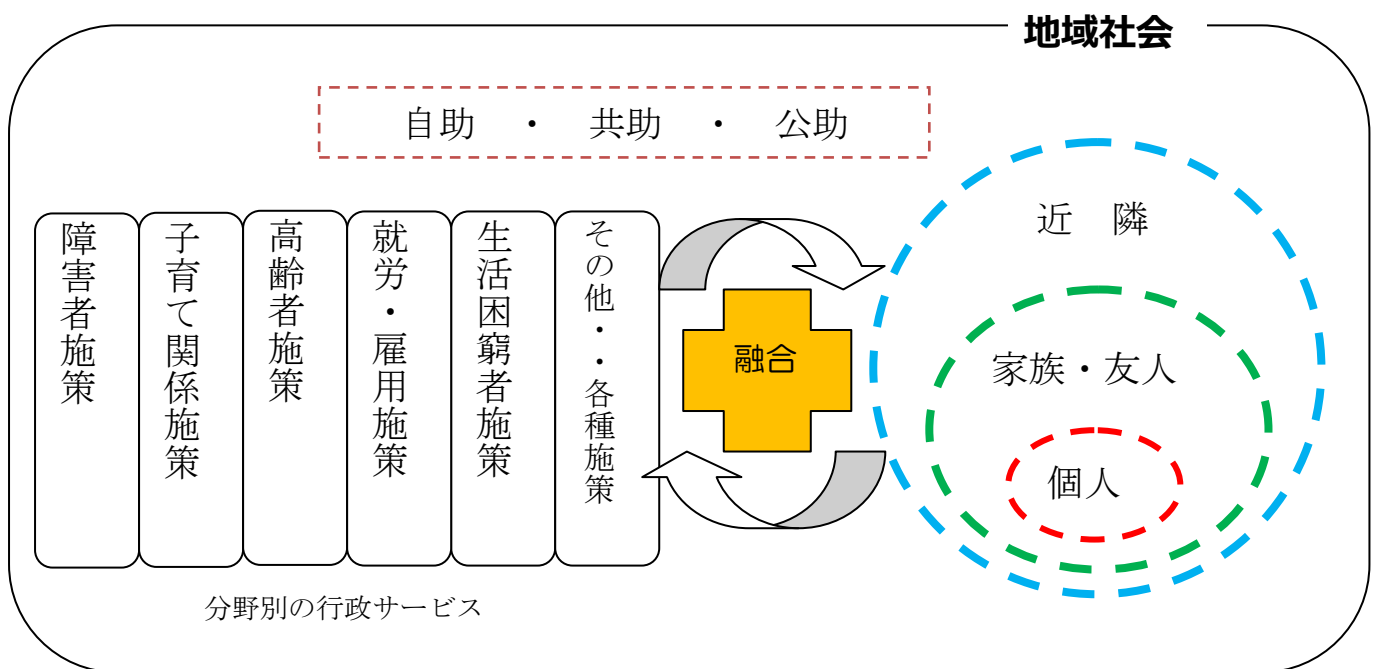 地域社会
自助 ・ 共助 ・ 公助
障害者施策
子育て関係施策
高齢者施策
就労・雇用施策
生活困窮者施策
その他・・各種施策
融合
近 隣
家族・友人
個人
分野別の行政サービス